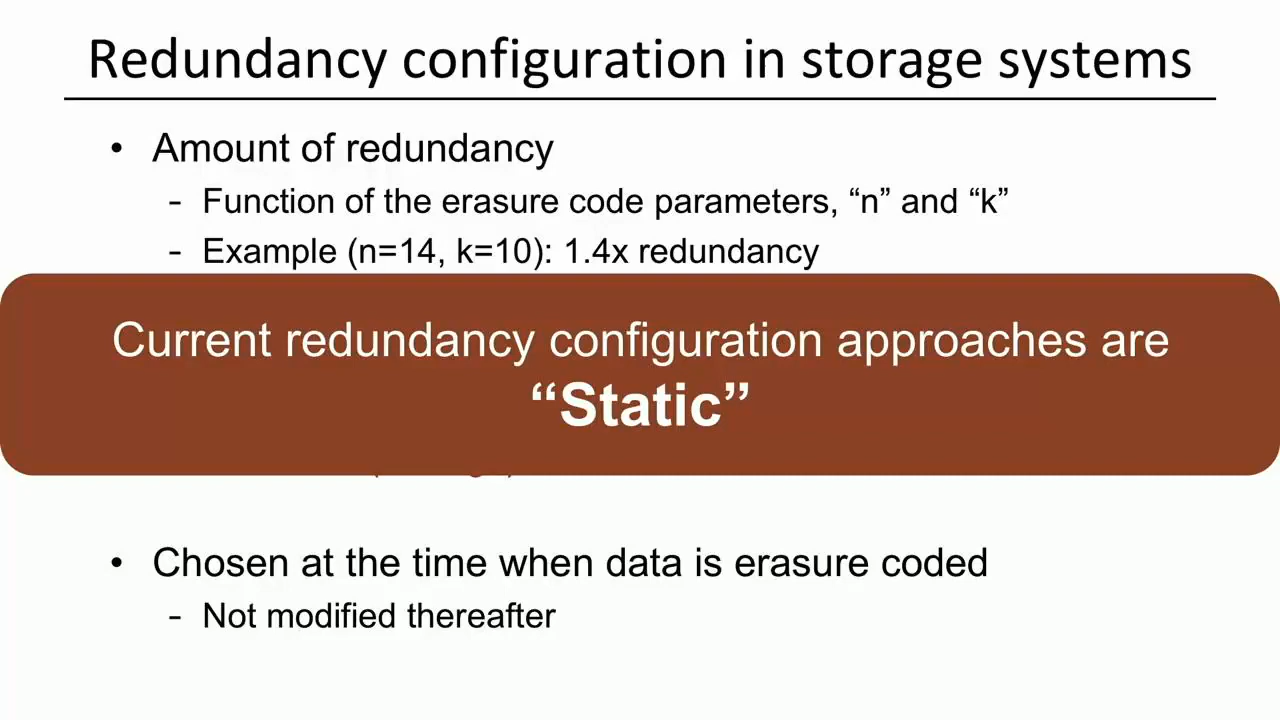 Redundancy configuration in storage systems
• Amount of redundancy
- Function of the erasure code parameters, “n” and “k”
- Example (n=14, k=10): 1.4x redundancy
Current redundancy configuration approaches are
“Static”
• Chosen at the time when data is erasure coded
- Not modified thereafter